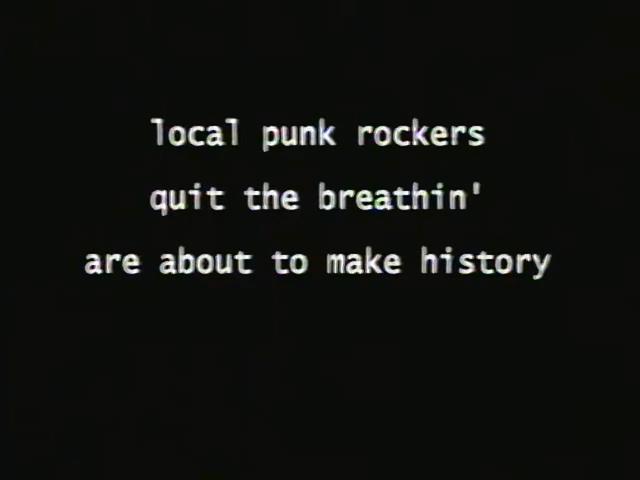 local punk rockers
quit the breathin'
are about to make history